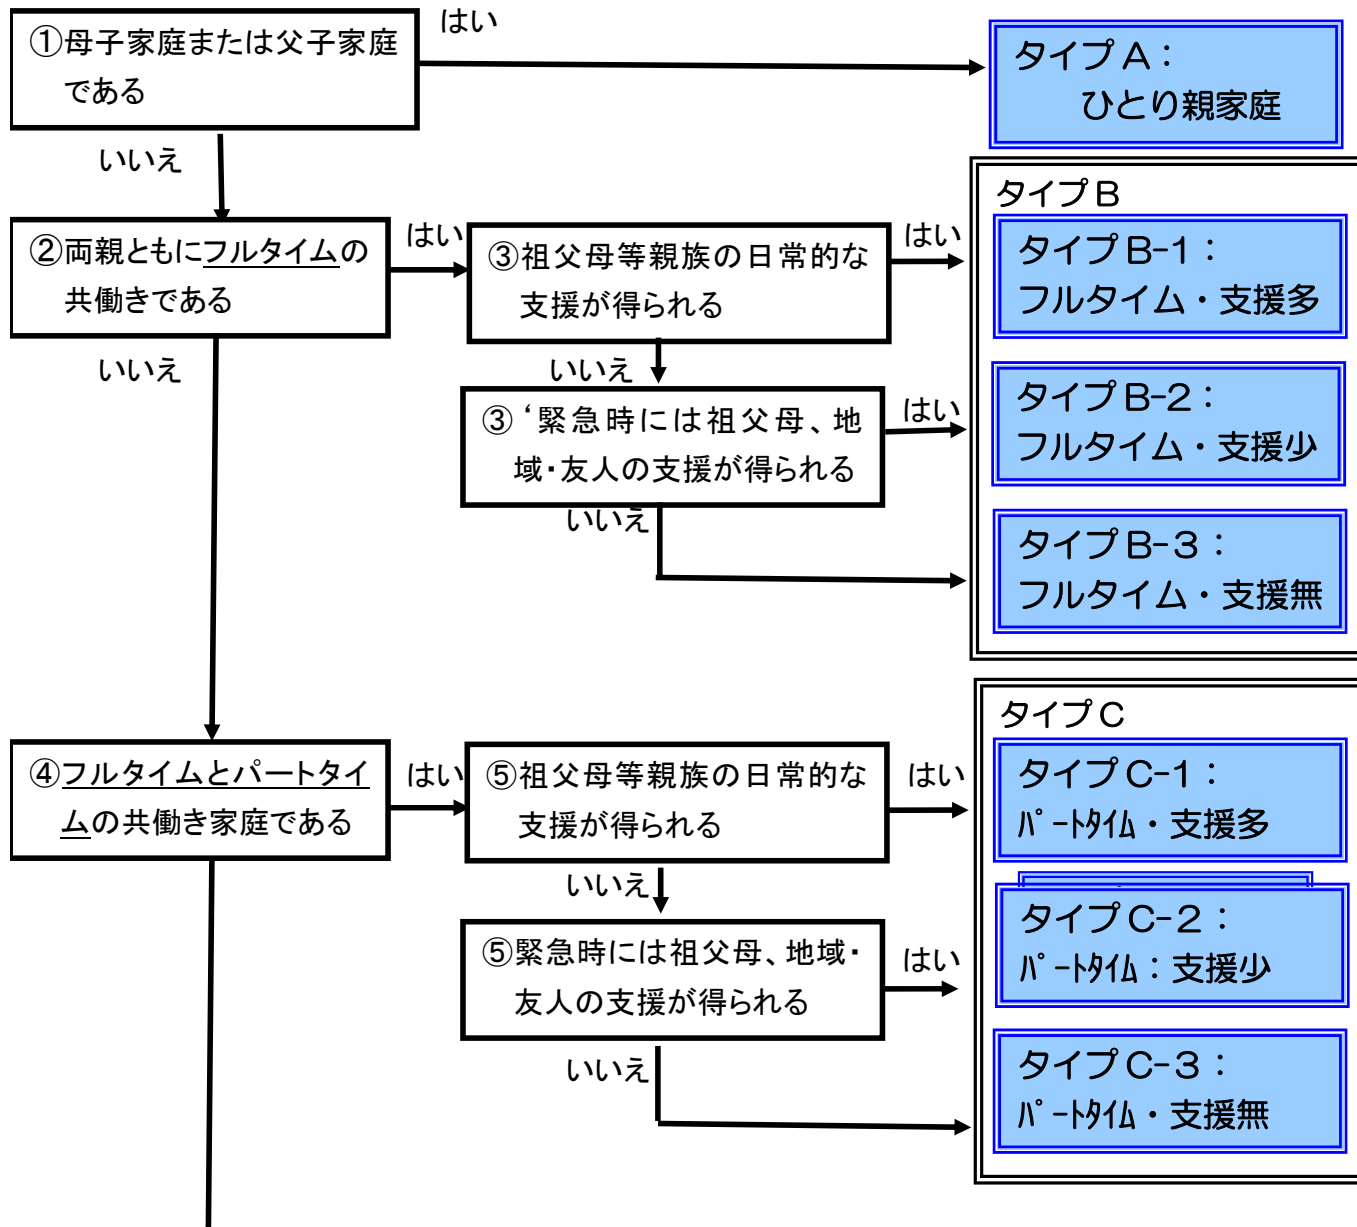 はい
①母子家庭または父子家庭
である
タイプA：
ひとり親家庭
いいえ
タイプB
②両親ともにフルタイムの
共働きである
はい
③祖父母等親族の日常的な
支援が得られる
はい
タイプB-1：
フルタイム・支援多
いいえ
いいえ
③‘緊急時には祖父母、地
域・友人の支援が得られる
はい
タイプB-2：
フルタイム・支援少
いいえ
タイプB-3：
フルタイム・支援無
タイプC
④フルタイムとパートタイ
ムの共働き家庭である
はい
⑤祖父母等親族の日常的な
支援が得られる
はい
タイプC-1：
ﾊﾟｰﾄﾀｲﾑ・支援多
いいえ
⑤緊急時には祖父母、地域・
友人の支援が得られる
はい
タイプC-2：
ﾊﾟｰﾄﾀｲﾑ：支援少
いいえ
タイプC-3：
ﾊﾟｰﾄﾀｲﾑ・支援無